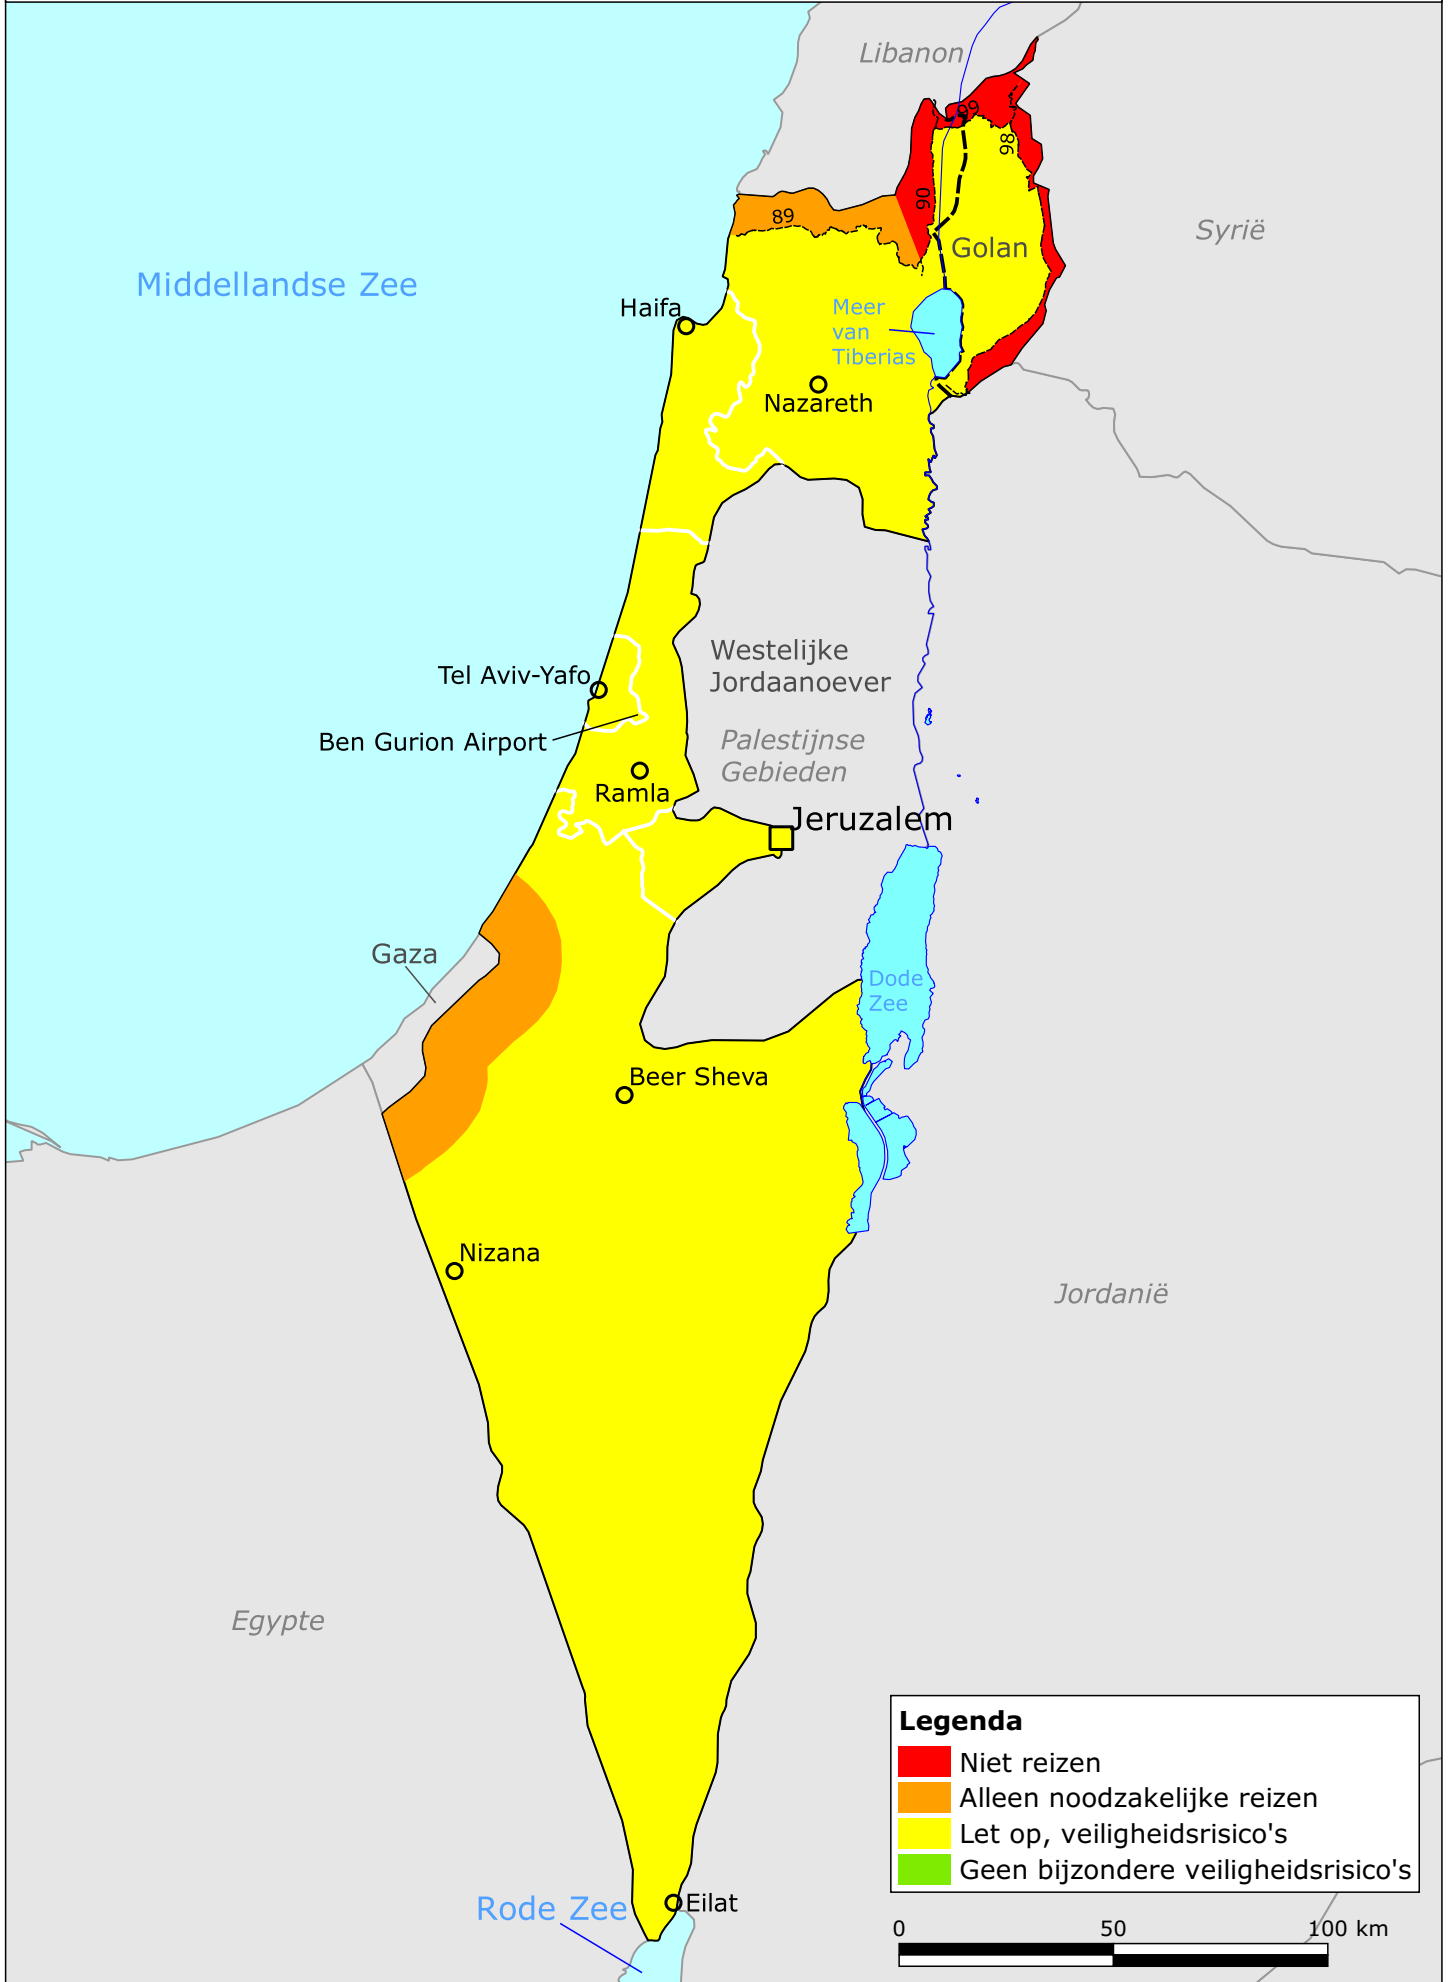 Libanon
99
98
90
89
Syrië
Golan
Middellandse Zee
Haifa
Meer
van
Tiberias
Nazareth
Westelijke
Jordaanoever
Tel Aviv-Yafo
Ben Gurion Airport
Palestijnse
Gebieden
Ramla
Jeruzalem
Gaza
Dode
Zee
Beer Sheva
Nizana
Jordanië
Egypte
Legenda
Niet reizen
Alleen noodzakelijke reizen
Let op, veiligheidsrisico's
Geen bijzondere veiligheidsrisico's
Rode Zee
Eilat
0 50 100 km